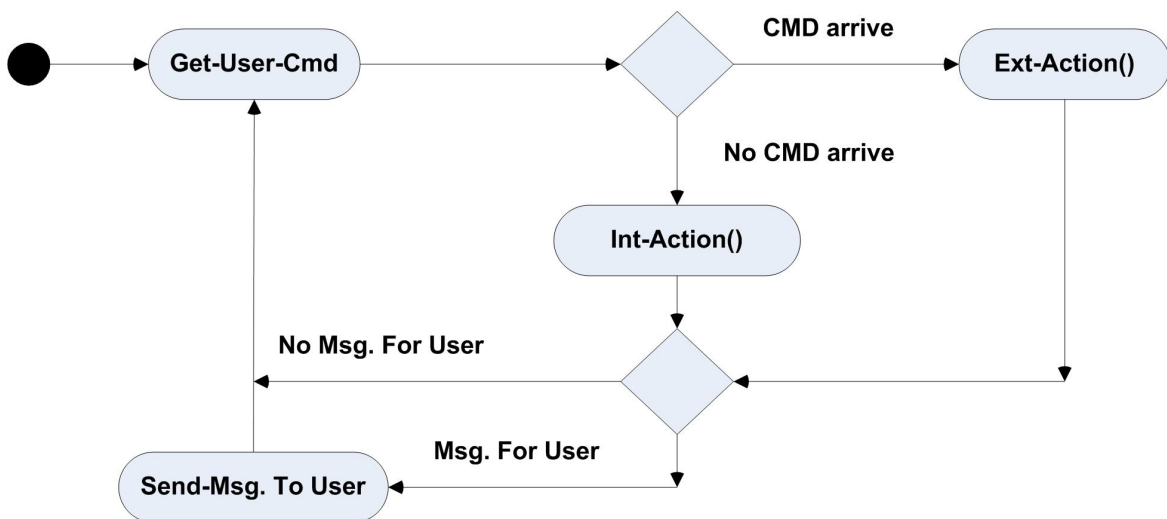 CMD arrive
Get-User-Cmd
Ext-Action()
No CMD arrive
Int-Action()
No Msg. For User
Msg. For User
Send-Msg. To User